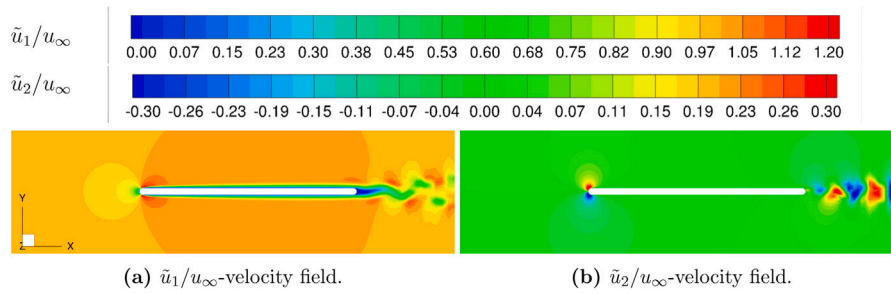 ũ₁/u∞
0.00 0.07 0.15 0.23 0.30 0.38 0.45 0.53 0.60 0.68 0.75 0.82 0.90 0.97 1.05 1.12 1.20
ũ₂/u∞
-0.30 -0.26 -0.23 -0.19 -0.15 -0.11 -0.07 -0.04 0.00 0.04 0.07 0.11 0.15 0.19 0.23 0.26 0.30
Y
Z X
(a) ũ₁/u∞-velocity field.
(b) ũ₂/u∞-velocity field.